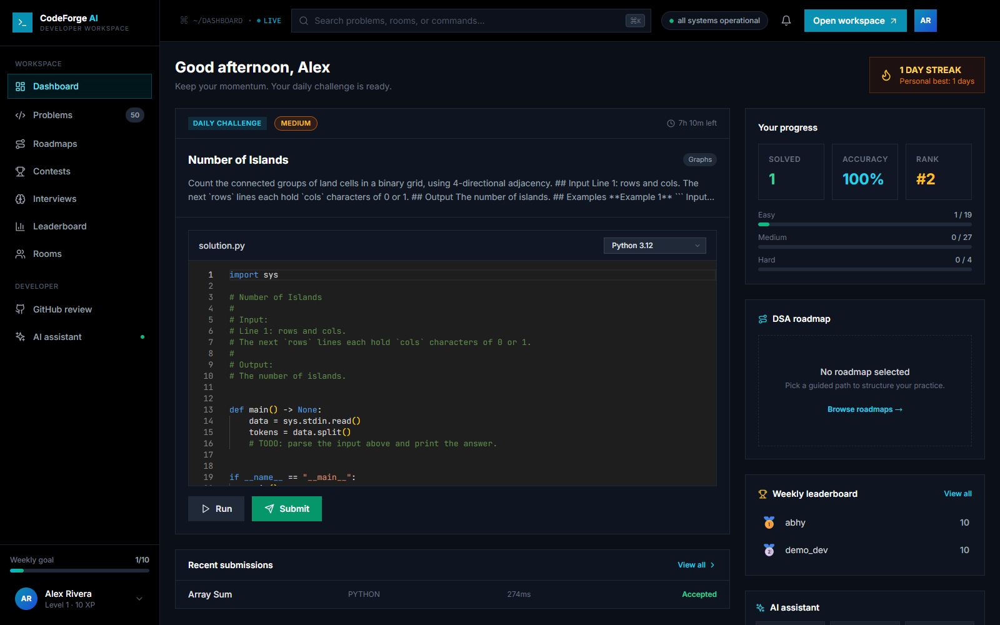 CodeForge AI
DEVELOPER WORKSPACE
⌘ ~/DASHBOARD • LIVE
Search problems, rooms, or commands...
⌘K
all systems operational
Open workspace
AR
WORKSPACE
Dashboard
Problems
50
Roadmaps
Contests
Interviews
Leaderboard
Rooms
DEVELOPER
GitHub review
AI assistant
Weekly goal
1/10
AR
Alex Rivera
Level 1 · 10 XP
Good afternoon, Alex
Keep your momentum. Your daily challenge is ready.
1 DAY STREAK
Personal best: 1 days
DAILY CHALLENGE
MEDIUM
7h 10m left
Number of Islands
Graphs
Count the connected groups of land cells in a binary grid, using 4-directional adjacency. ## Input Line 1: rows and cols. The
next `rows` lines each hold `cols` characters of 0 or 1. ## Output The number of islands. ## Examples **Example 1** ``` Input...
solution.py
Python 3.12
1 import sys
2
3 # Number of Islands
4 #
5 # Input:
6 # Line 1: rows and cols.
7 # The next `rows` lines each hold `cols` characters of 0 or 1.
8 #
9 # Output:
10 # The number of islands.
11
12
13 def main() -> None:
14     data = sys.stdin.read()
15     tokens = data.split()
16     # TODO: parse the input above and print the answer.
17
18
19 if __name__ == "__main__":
Run
Submit
Recent submissions
View all
Array Sum
PYTHON
274ms
Accepted
Your progress
SOLVED
1
ACCURACY
100%
RANK
#2
Easy
1 / 19
Medium
0 / 27
Hard
0 / 4
DSA roadmap
No roadmap selected
Pick a guided path to structure your practice.
Browse roadmaps →
Weekly leaderboard
View all
1
abhy
10
2
demo_dev
10
AI assistant